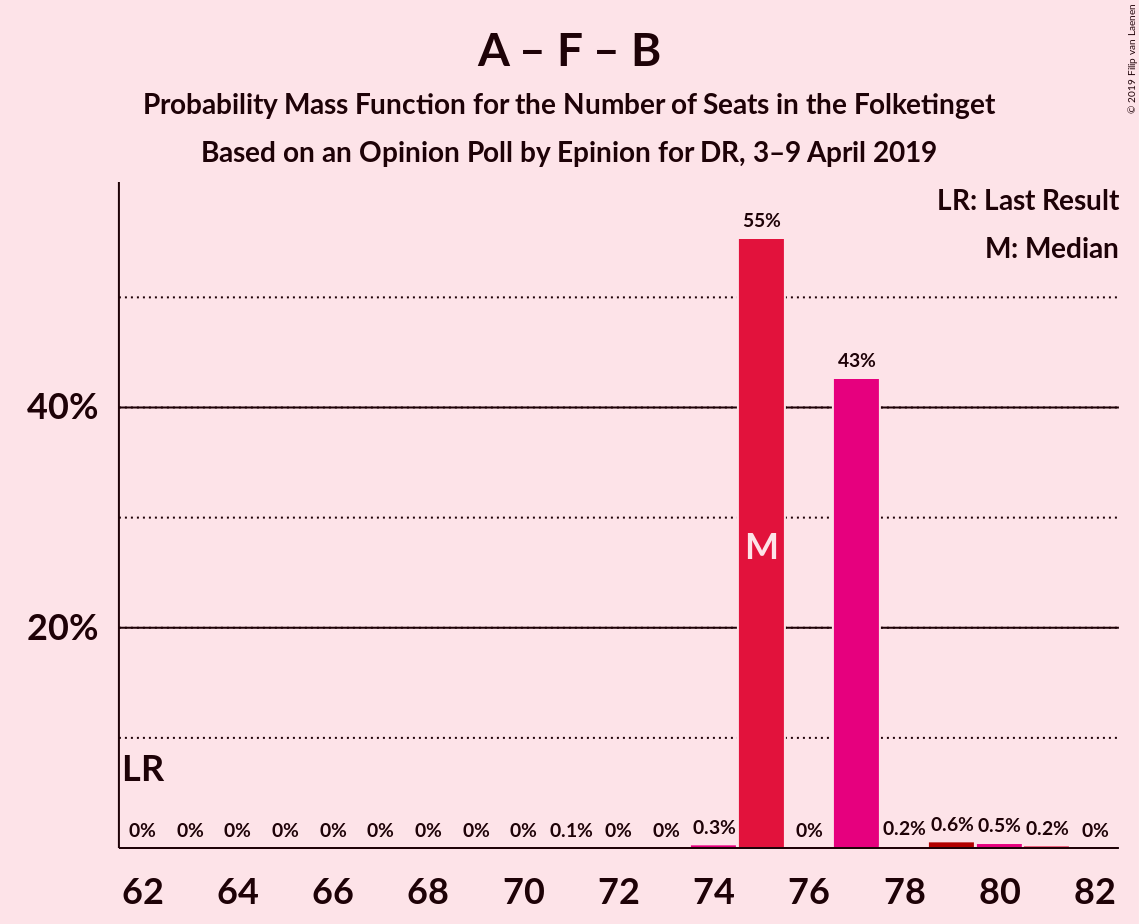 A – F – B
Probability Mass Function for the Number of Seats in the Folketinget
Based on an Opinion Poll by Epinion for DR, 3–9 April 2019
© 2019 Filip van Laenen
LR: Last Result
M: Median
55%
43%
40%
M
20%
LR
0% 0% 0% 0% 0% 0% 0% 0% 0% 0.1% 0% 0% 0.3% 0% 0.2% 0.6% 0.5% 0.2% 0%
62 64 66 68 70 72 74 76 78 80 82